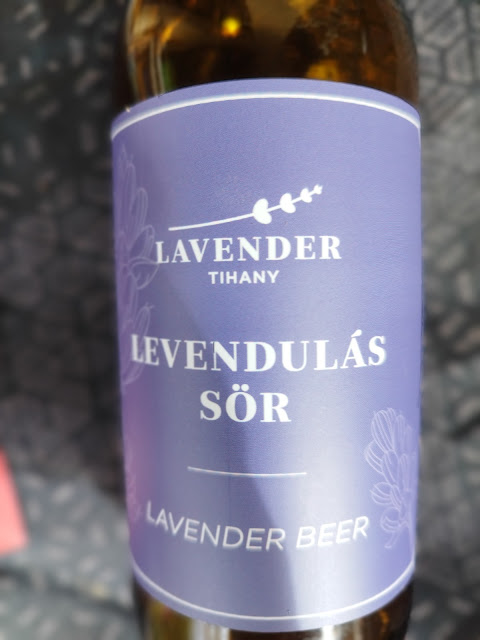 LAVENDER
TIHANY
LEVENDULÁS
SÖR
LAVENDER BEER